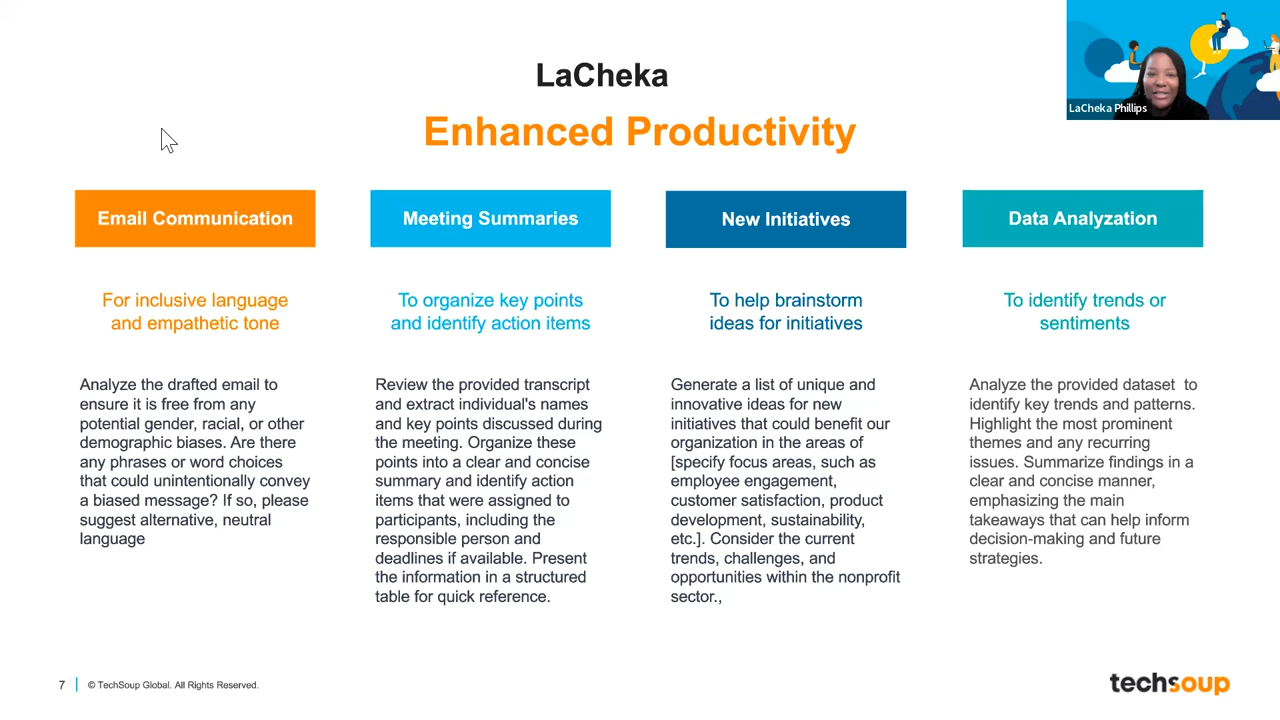 LaCheka
LaCheka Phillips
Enhanced Productivity
Email Communication
For inclusive language
and empathetic tone
Analyze the drafted email to
ensure it is free from any
potential gender, racial, or other
demographic biases. Are there
any phrases or word choices
that could unintentionally convey
a biased message? If so, please
suggest alternative, neutral
language
Meeting Summaries
To organize key points
and identify action items
Review the provided transcript
and extract individual's names
and key points discussed during
the meeting. Organize these
points into a clear and concise
summary and identify action
items that were assigned to
participants, including the
responsible person and
deadlines if available. Present
the information in a structured
table for quick reference.
New Initiatives
To help brainstorm
ideas for initiatives
Generate a list of unique and
innovative ideas for new
initiatives that could benefit our
organization in the areas of
[specify focus areas, such as
employee engagement,
customer satisfaction, product
development, sustainability,
etc.]. Consider the current
trends, challenges, and
opportunities within the nonprofit
sector.,
Data Analyzation
To identify trends or
sentiments
Analyze the provided dataset  to
identify key trends and patterns.
Highlight the most prominent
themes and any recurring
issues. Summarize findings in a
clear and concise manner,
emphasizing the main
takeaways that can help inform
decision-making and future
strategies.
7 | © TechSoup Global. All Rights Reserved.
techsoup